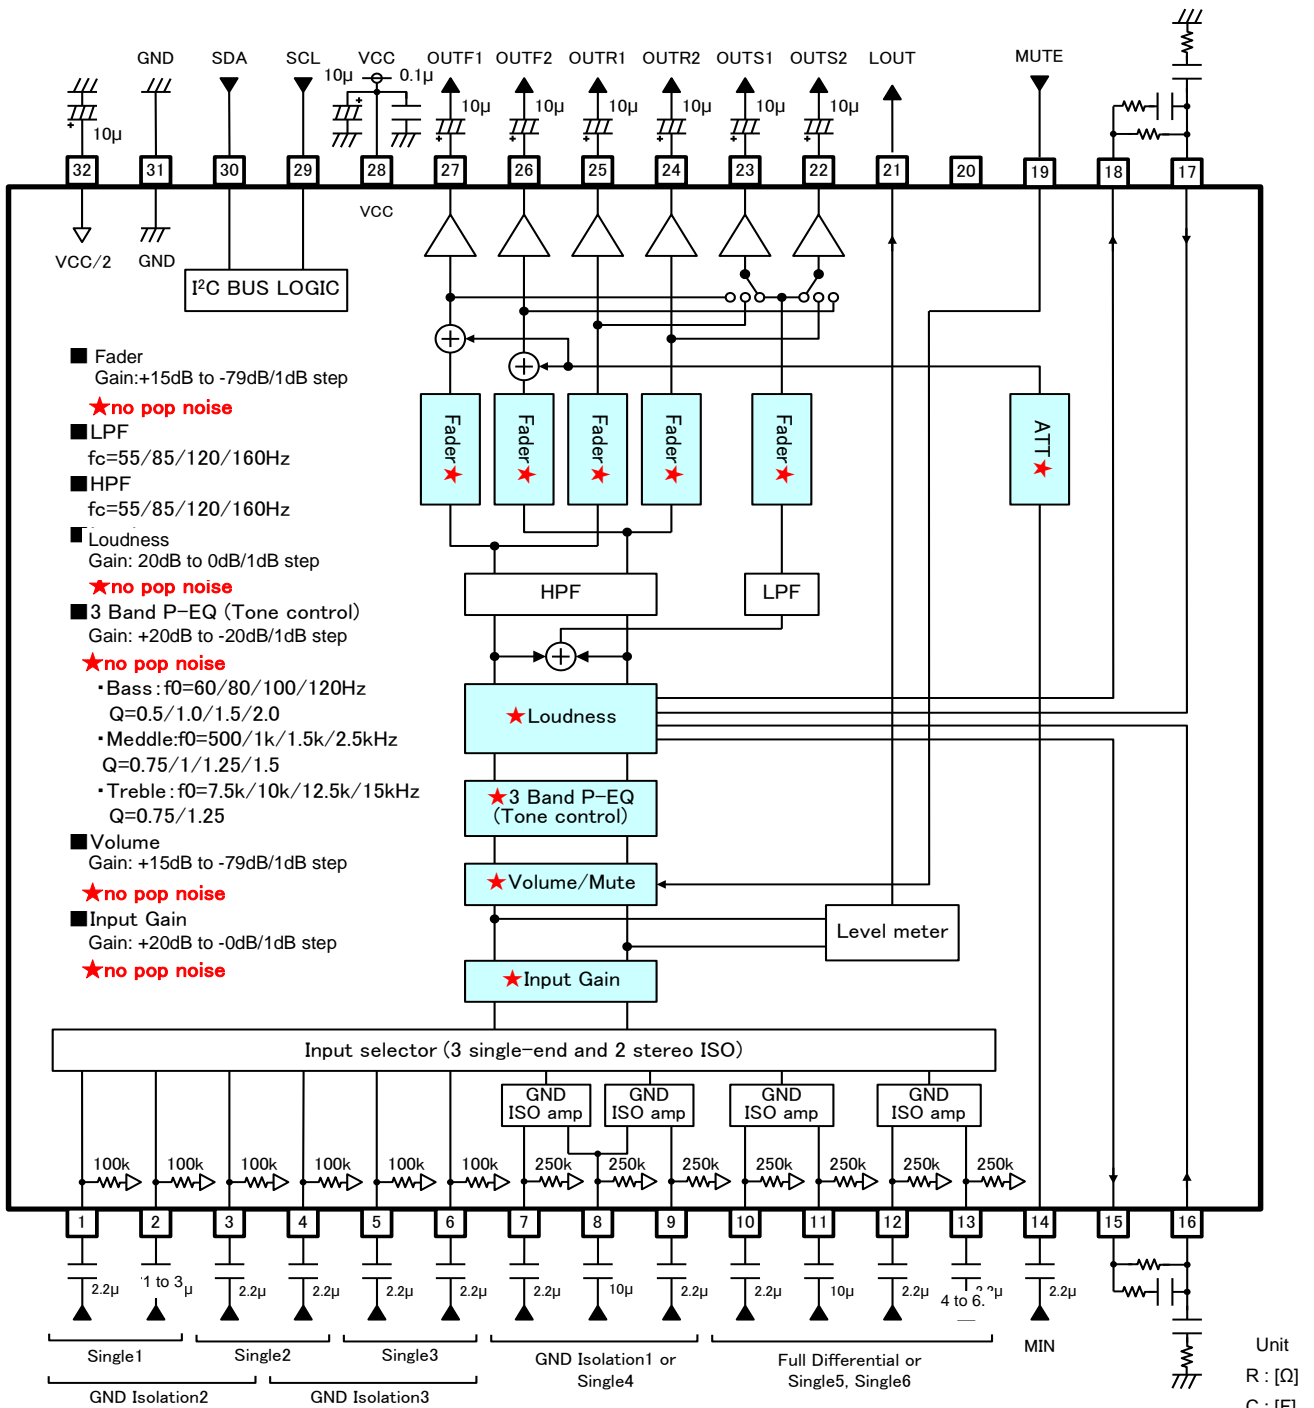 GND SDA SCL VCC OUTF1 OUTF2 OUTR1 OUTR2 OUTS1 OUTS2 LOUT MUTE
10μ 10μ 0.1μ 10μ 10μ 10μ 10μ 10μ 10μ
32 31 30 29 28 27 26 25 24 23 22 21 20 19 18 17
VCC
VCC/2 GND
I²C BUS LOGIC
■ Fader
Gain:+15dB to -79dB/1dB step
★no pop noise
■LPF
fc=55/85/120/160Hz
■HPF
fc=55/85/120/160Hz
■ Loudness
Gain: 20dB to 0dB/1dB step
★no pop noise
■3 Band P-EQ (Tone control)
Gain: +20dB to -20dB/1dB step
★no pop noise
・Bass:f0=60/80/100/120Hz
Q=0.5/1.0/1.5/2.0
・Meddle:f0=500/1k/1.5k/2.5kHz
Q=0.75/1/1.25/1.5
・Treble:f0=7.5k/10k/12.5k/15kHz
Q=0.75/1.25
■Volume
Gain: +15dB to -79dB/1dB step
★no pop noise
■Input Gain
Gain: +20dB to -0dB/1dB step
★no pop noise
Fader★ Fader★ Fader★ Fader★ Fader★ ATT★
HPF LPF
★Loudness
★3 Band P-EQ
(Tone control)
★Volume/Mute
Level meter
★Input Gain
Input selector (3 single-end and 2 stereo ISO)
GND
ISO amp
GND
ISO amp
GND
ISO amp
GND
ISO amp
100k 100k 100k 100k 100k 100k 250k 250k 250k 250k 250k 250k 250k
1 2 3 4 5 6 7 8 9 10 11 12 13 14 15 16
2.2μ 1 to 3 μ 2.2μ 2.2μ 2.2μ 2.2μ 2.2μ 10μ 2.2μ 2.2μ 10μ 2.2μ 4 to 6. 2.2μ
Single1 Single2 Single3
GND Isolation1 or
Single4
Full Differential or
Single5, Single6
MIN
GND Isolation2 GND Isolation3
Unit
R : [Ω]
C : [F]